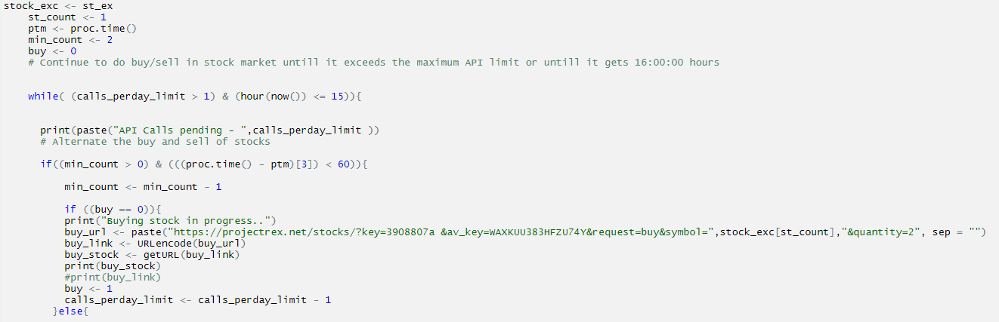 stock_exc <- st_ex
st_count <- 1
ptm <- proc.time()
min_count <- 2
buy <- 0
# Continue to do buy/sell in stock market untill it exceeds the maximum API limit or untill it gets 16:00:00 hours
while( (calls_perday_limit > 1) & (hour(now()) <= 15)){
print(paste("API Calls pending - ",calls_perday_limit ))
# Alternate the buy and sell of stocks
if((min_count > 0) & (((proc.time() - ptm)[3]) < 60)){
min_count <- min_count - 1
if ((buy == 0)){
print("Buying stock in progress..")
buy_url <- paste("https://projectrex.net/stocks/?key=3908807a &av_key=WAXKUU383HFZU74Y&request=buy&symbol=",stock_exc[st_count],"&quantity=2", sep = "")
buy_link <- URLencode(buy_url)
buy_stock <- getURL(buy_link)
print(buy_stock)
#print(buy_link)
buy <- 1
calls_perday_limit <- calls_perday_limit - 1
}else{